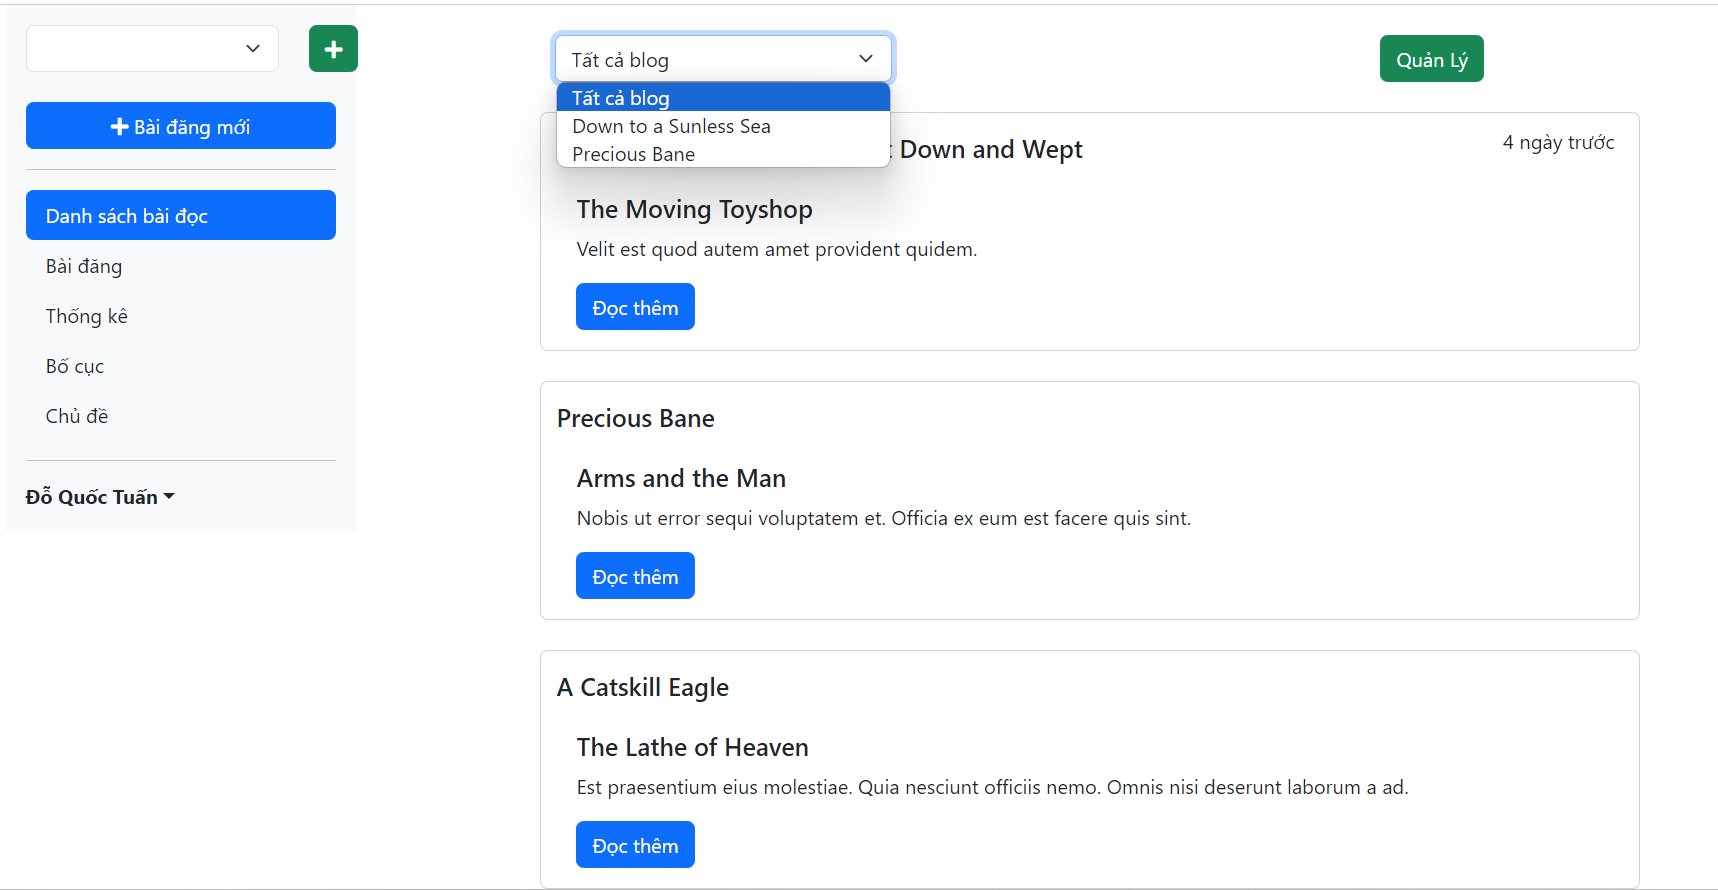 Bài đăng mới
Danh sách bài đọc
Bài đăng
Thống kê
Bố cục
Chủ đề
Đỗ Quốc Tuấn
Tất cả blog
Quản Lý
Tất cả blog
Down to a Sunless Sea
Precious Bane
Down and Wept
4 ngày trước
The Moving Toyshop
Velit est quod autem amet provident quidem.
Đọc thêm
Precious Bane
Arms and the Man
Nobis ut error sequi voluptatem et. Officia ex eum est facere quis sint.
Đọc thêm
A Catskill Eagle
The Lathe of Heaven
Est praesentium eius molestiae. Quia nesciunt officiis nemo. Omnis nisi deserunt laborum a ad.
Đọc thêm